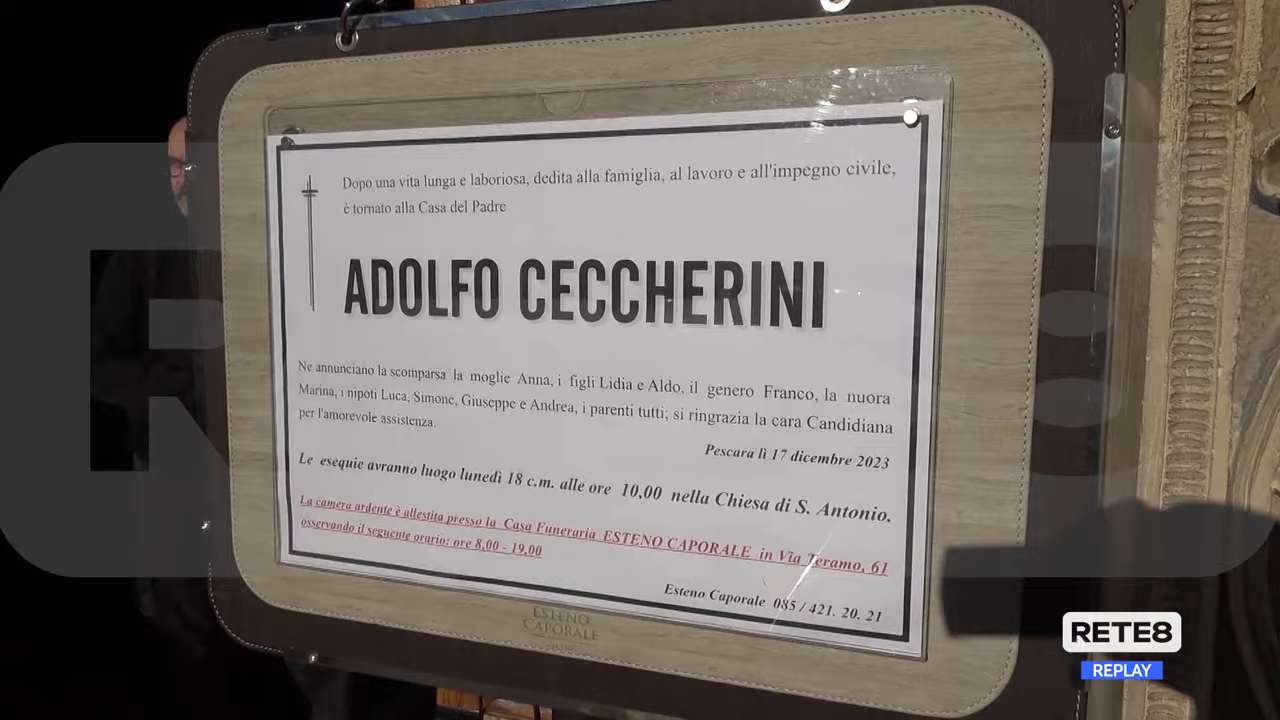 Dopo una vita lunga e laboriosa, dedita alla famiglia, al lavoro e all'impegno civile,
è tornato alla Casa del Padre
ADOLFO CECCHERINI
Ne annunciano la scomparsa la moglie Anna, i figli Lidia e Aldo, il genero Franco, la nuora
Marina, i nipoti Luca, Simone, Giuseppe e Andrea, i parenti tutti; si ringrazia la cara Candidiana
per l'amorevole assistenza.
Pescara lì 17 dicembre 2023
Le esequie avranno luogo lunedì 18 c.m. alle ore 10,00 nella Chiesa di S. Antonio.
La camera ardente è allestita presso la Casa Funeraria ESTENO CAPORALE in Via Teramo, 61
osservando il seguente orario: ore 8,00 - 19,00
Esteno Caporale 085 / 421. 20. 21
ESTENO
CAPORALE
R 8
RETE8
REPLAY